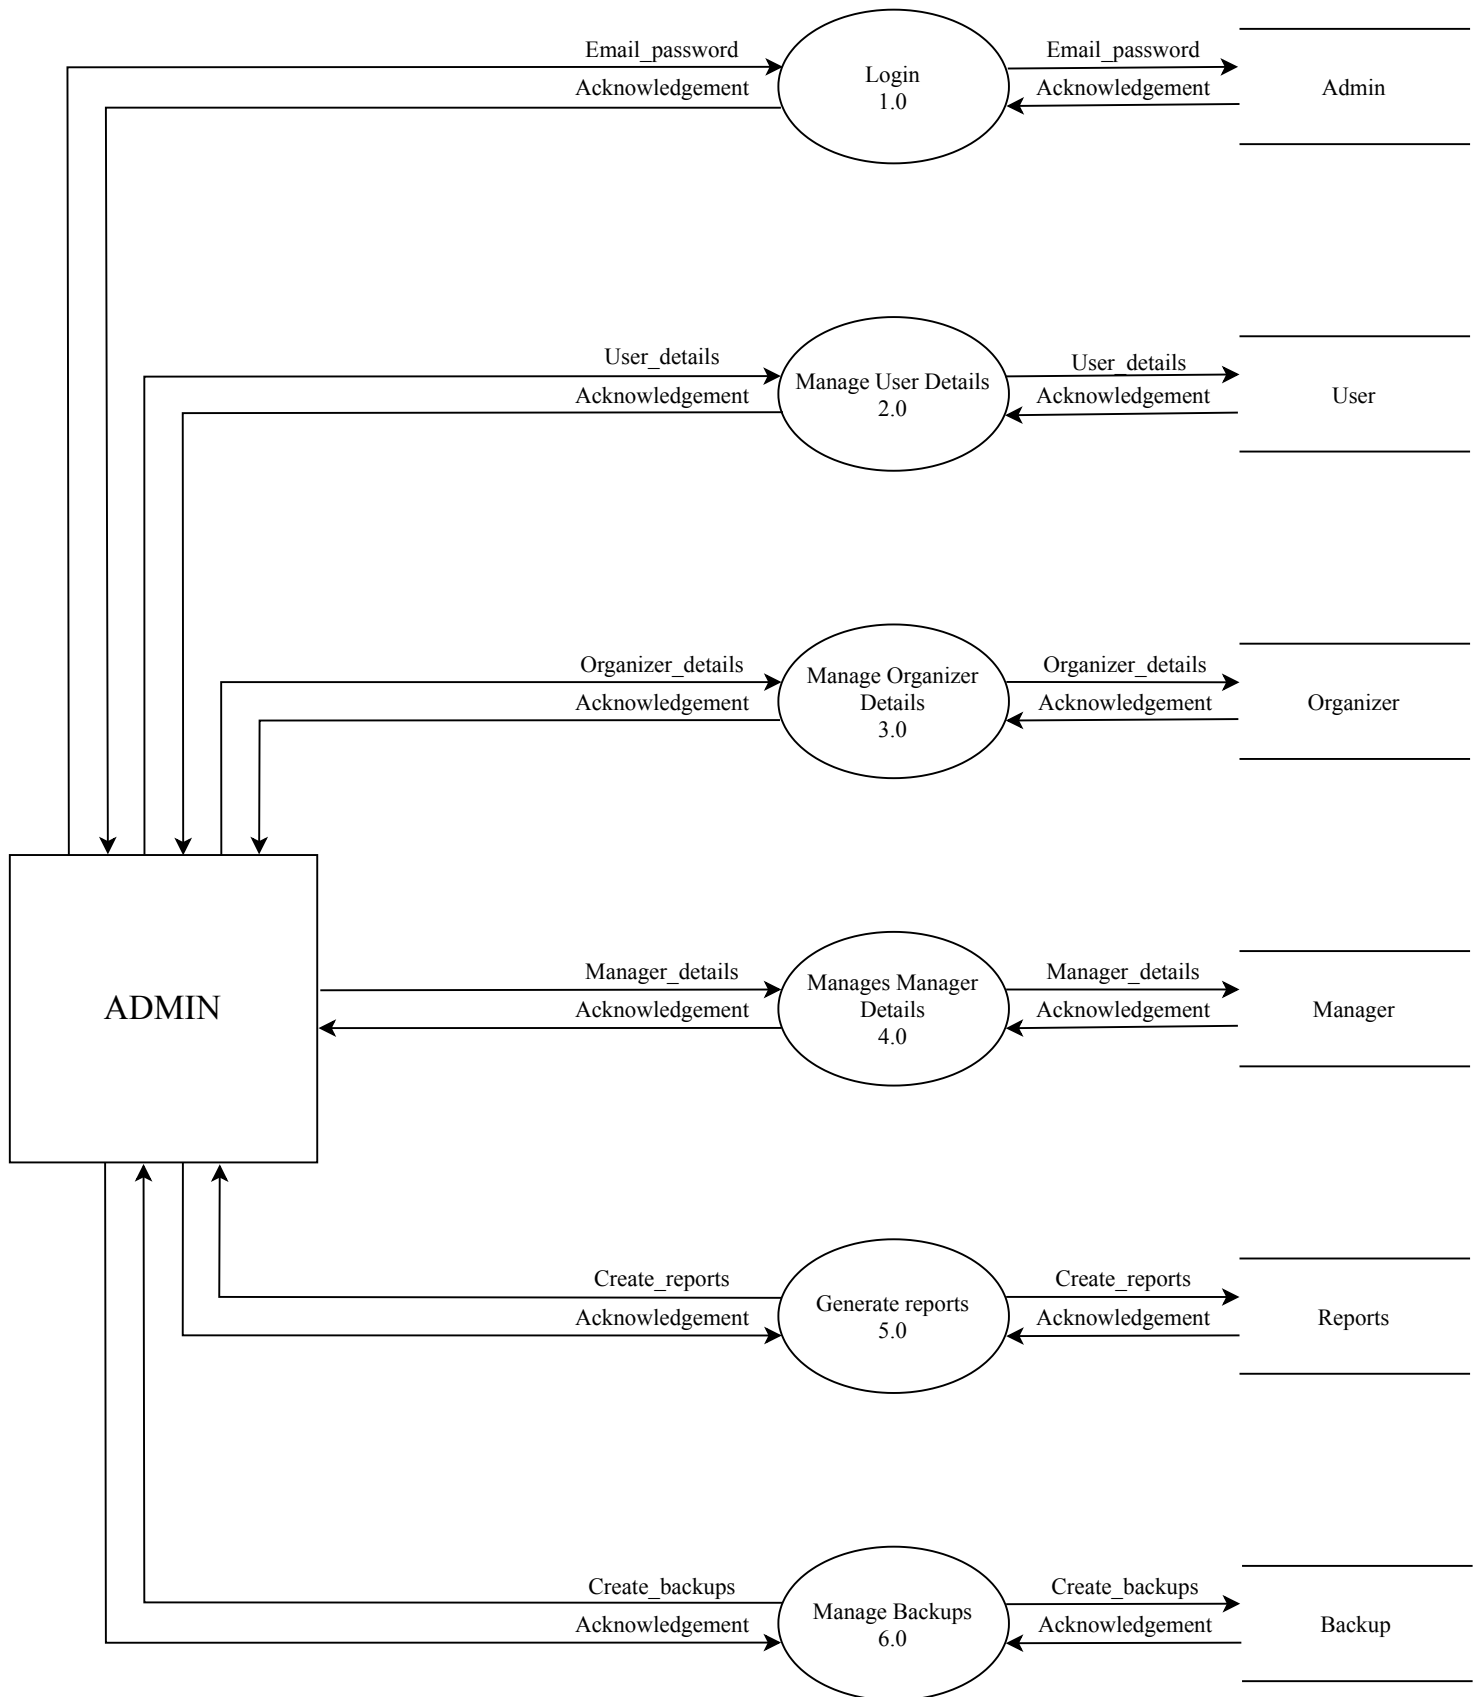 Email_password
Acknowledgement
Login
1.0
Email_password
Acknowledgement
Admin
User_details
Acknowledgement
Manage User Details
2.0
User_details
Acknowledgement
User
Organizer_details
Acknowledgement
Manage Organizer
Details
3.0
Organizer_details
Acknowledgement
Organizer
ADMIN
Manager_details
Acknowledgement
Manages Manager
Details
4.0
Manager_details
Acknowledgement
Manager
Create_reports
Acknowledgement
Generate reports
5.0
Create_reports
Acknowledgement
Reports
Create_backups
Acknowledgement
Manage Backups
6.0
Create_backups
Acknowledgement
Backup